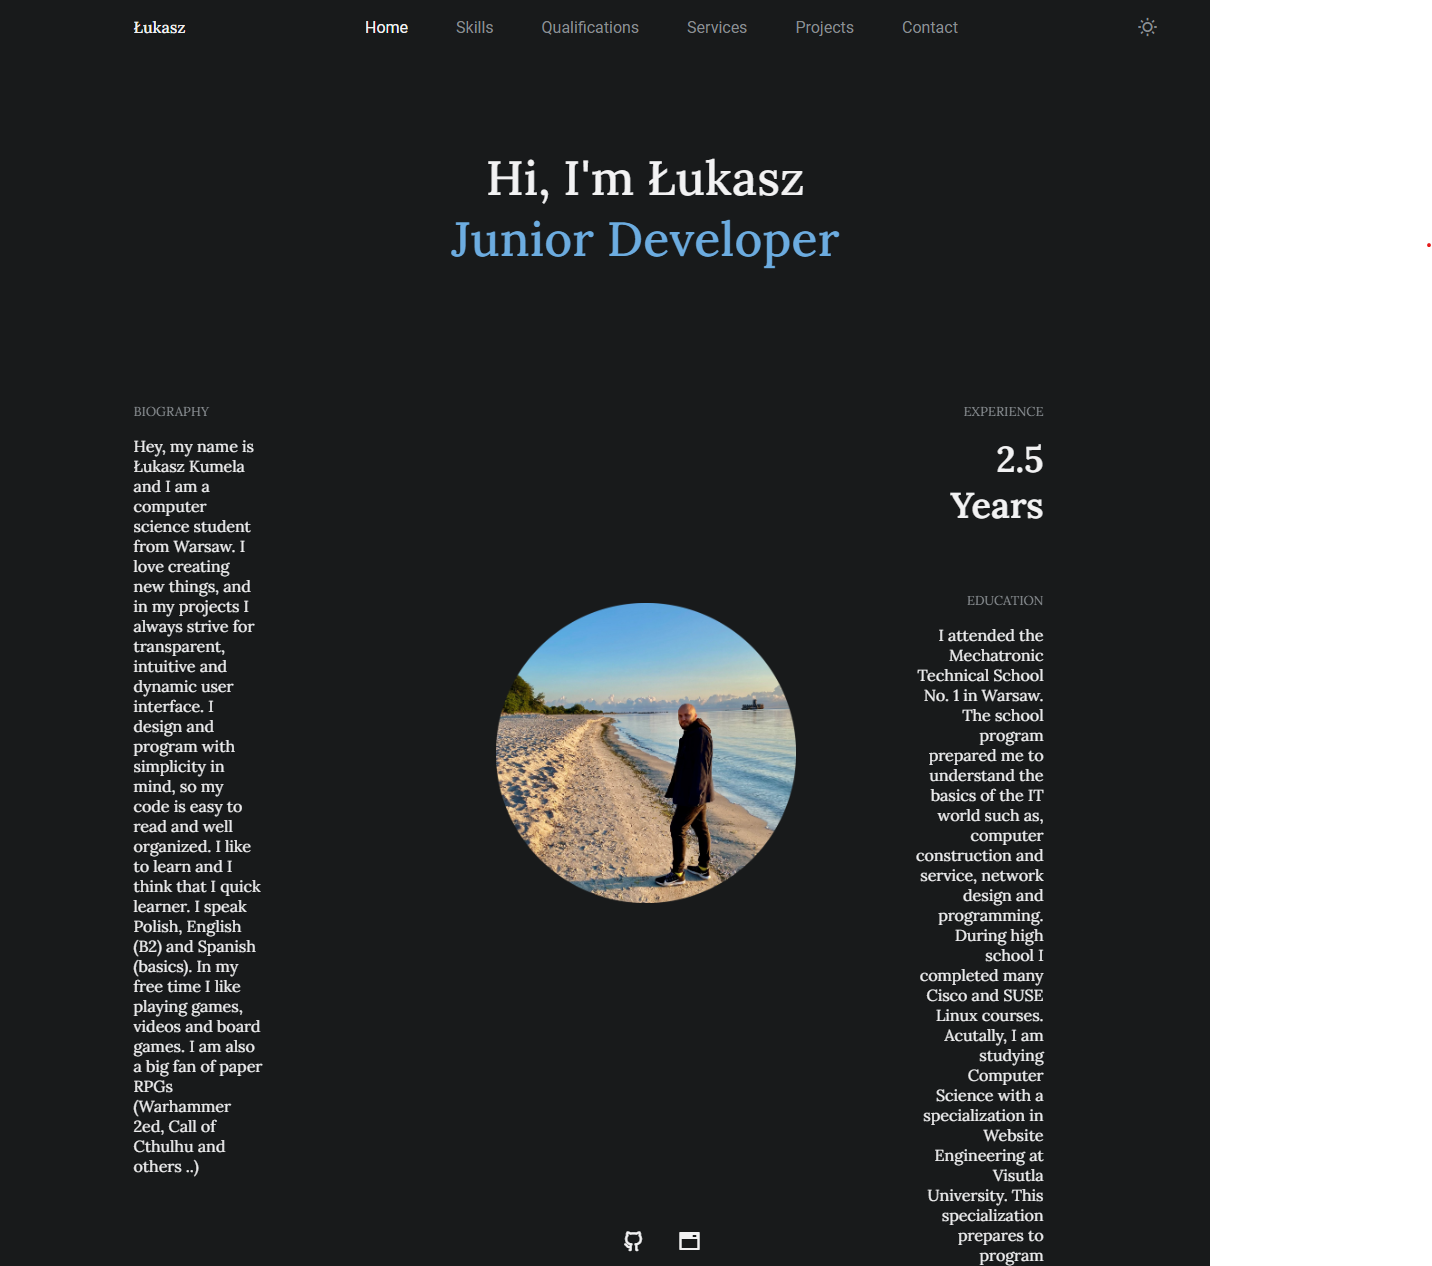 Łukasz
Home
Skills
Qualifications
Services
Projects
Contact
Hi, I'm Łukasz
Junior Developer
BIOGRAPHY
Hey, my name is
Łukasz Kumela
and I am a
computer
science student
from Warsaw. I
love creating
new things, and
in my projects I
always strive for
transparent,
intuitive and
dynamic user
interface. I
design and
program with
simplicity in
mind, so my
code is easy to
read and well
organized. I like
to learn and I
think that I quick
learner. I speak
Polish, English
(B2) and Spanish
(basics). In my
free time I like
playing games,
videos and board
games. I am also
a big fan of paper
RPGs
(Warhammer
2ed, Call of
Cthulhu and
others ..)
EXPERIENCE
2.5
Years
EDUCATION
I attended the
Mechatronic
Technical School
No. 1 in Warsaw.
The school
program
prepared me to
understand the
basics of the IT
world such as,
computer
construction and
service, network
design and
programming.
During high
school I
completed many
Cisco and SUSE
Linux courses.
Acutally, I am
studying
Computer
Science with a
specialization in
Website
Engineering at
Visutla
University. This
specialization
prepares to
program